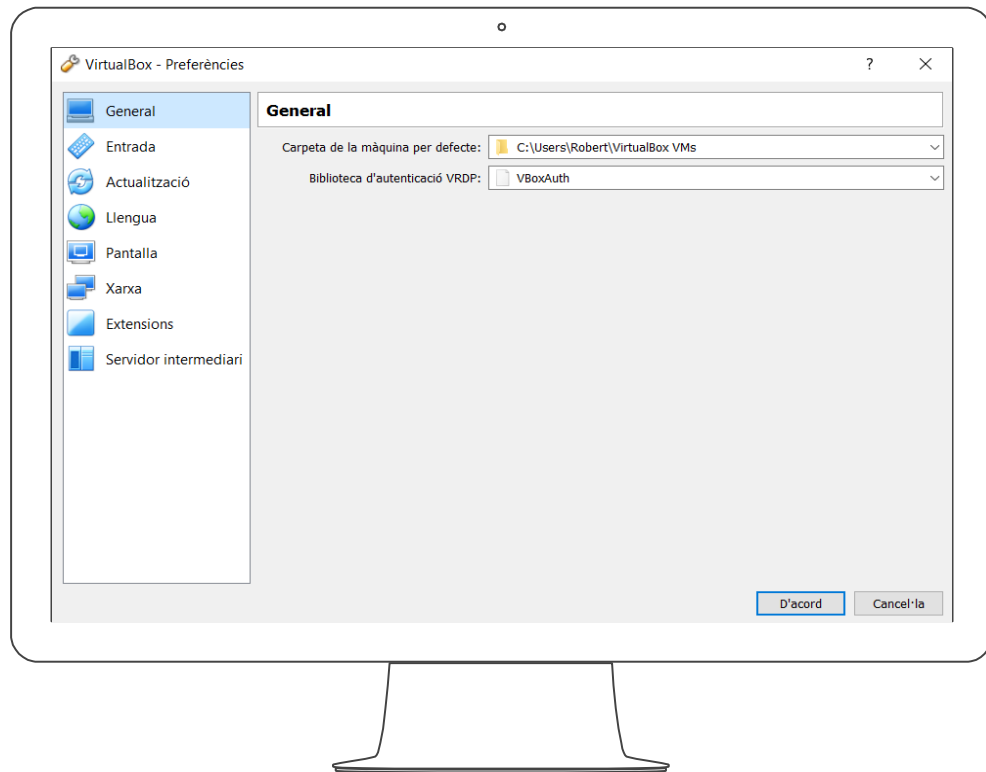 VirtualBox - Preferències
?
General
Entrada
Actualització
Llengua
Pantalla
Xarxa
Extensions
Servidor intermediari
General
Carpeta de la màquina per defecte: C:\Users\Robert\VirtualBox VMs
Biblioteca d'autenticació VRDP: VBoxAuth
D'acord Cancel·la